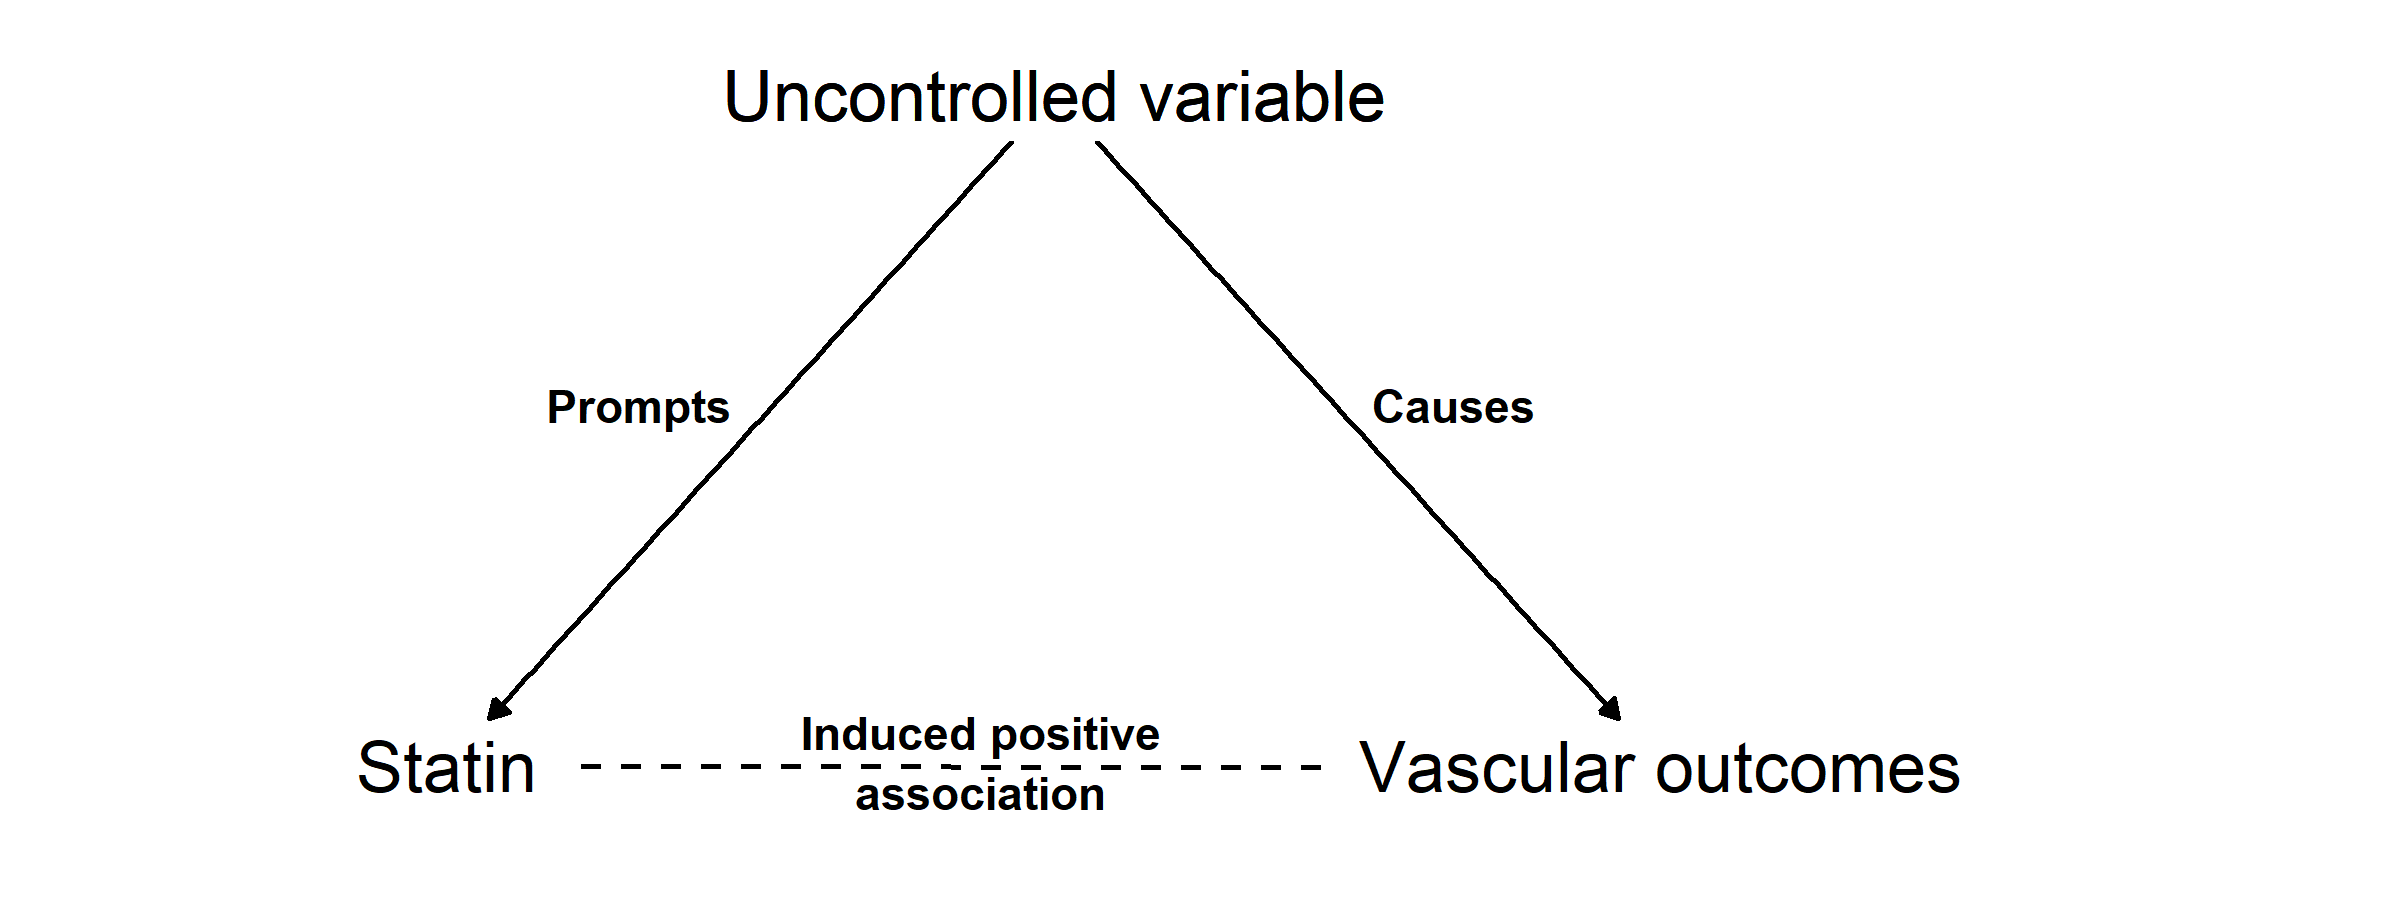 Uncontrolled variable
Prompts
Causes
Induced positive
association
Statin
Vascular outcomes